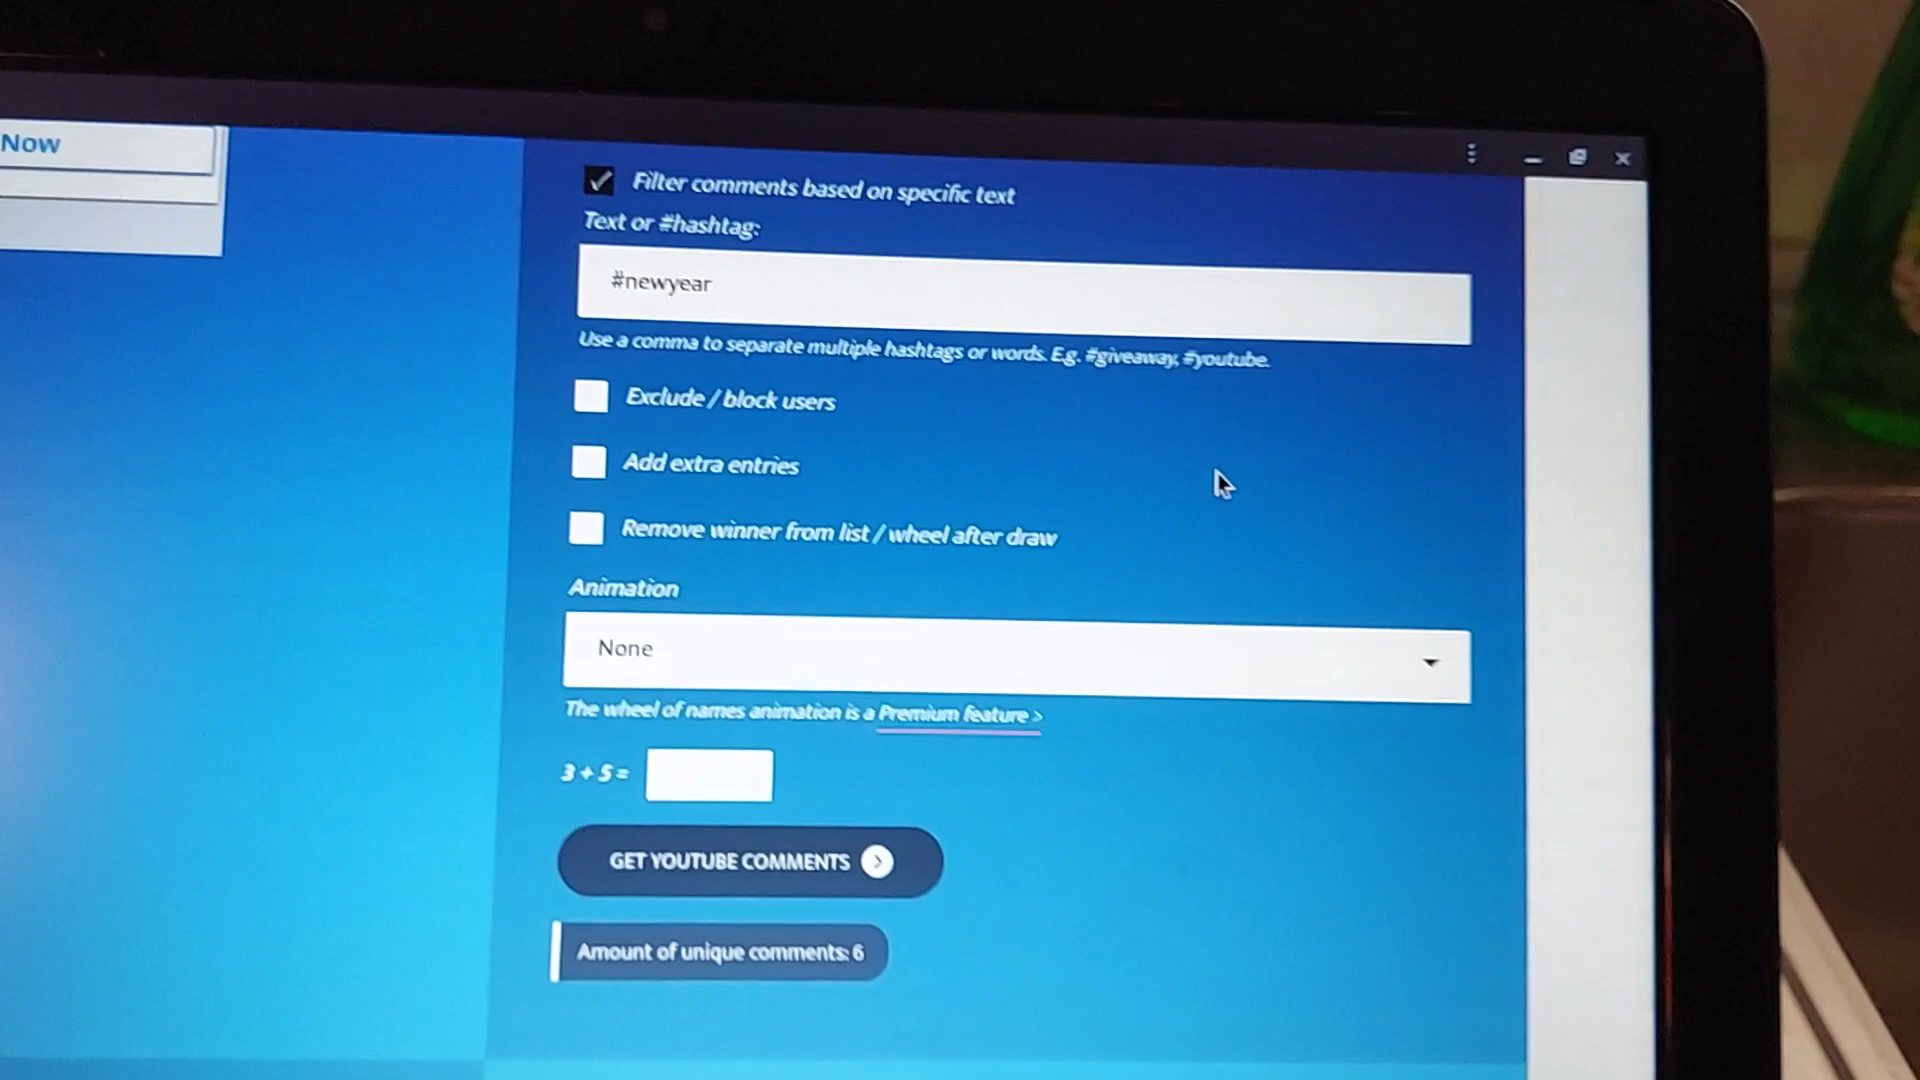 Now
Filter comments based on specific text
Text or #hashtag:
#newyear
Use a comma to separate multiple hashtags or words. E.g. #giveaway, #youtube.
Exclude / block users
Add extra entries
Remove winner from list / wheel after draw
Animation
None
The wheel of names animation is a Premium feature >
3 + 5 =
GET YOUTUBE COMMENTS
Amount of unique comments: 6